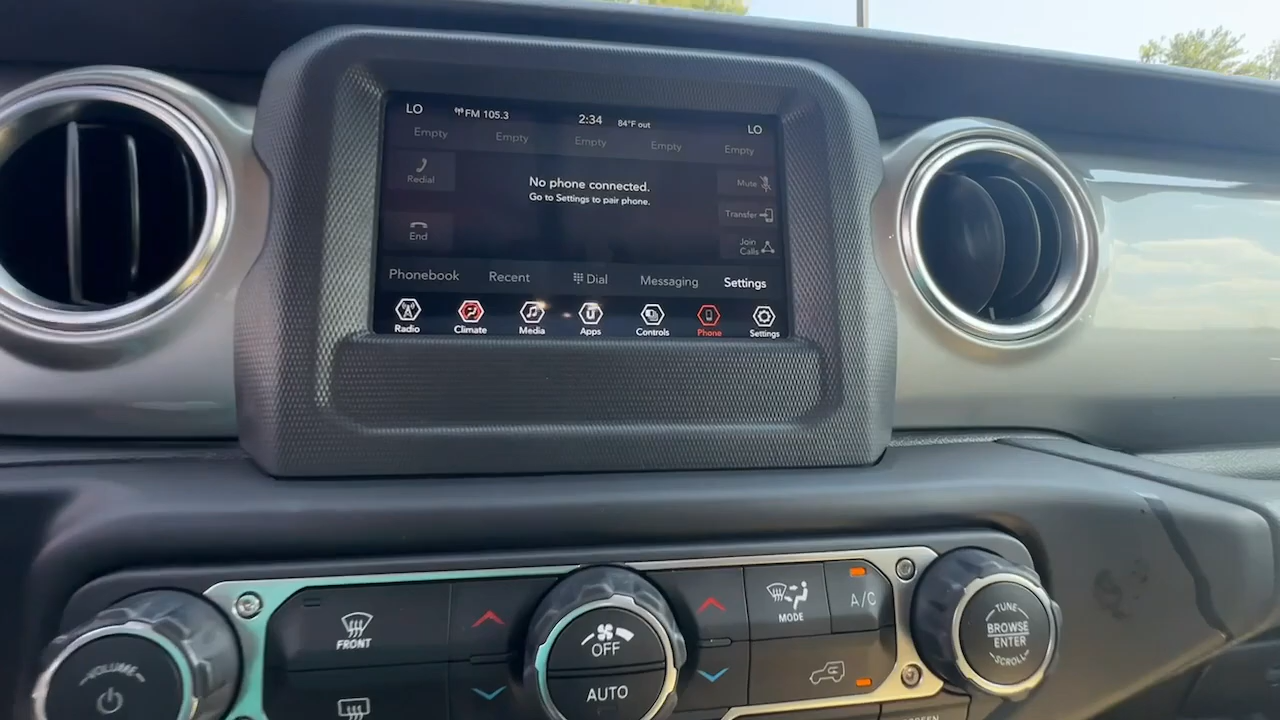 LO FM 105.3 2:34 84°F out LO
Empty Empty Empty Empty Empty
Redial
No phone connected.
Go to Settings to pair phone.
Mute
Transfer
End
Join
Calls
Phonebook Recent Dial Messaging Settings
Radio Climate Media Apps Controls Phone Settings
VOLUME
FRONT
OFF
AUTO
MODE
A/C
TUNE
BROWSE
ENTER
SCROLL
SCREEN